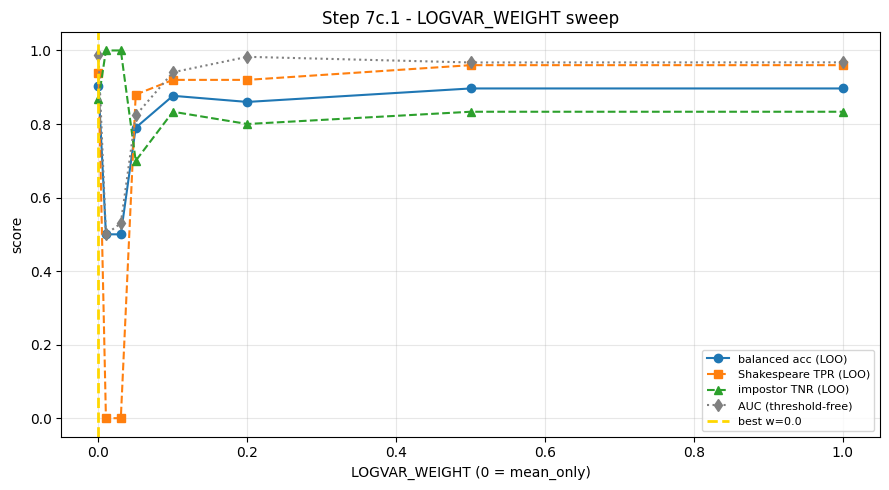 Step 7c.1 - LOGVAR_WEIGHT sweep
1.0
0.8
0.6
0.4
0.2
0.0
score
0.0 0.2 0.4 0.6 0.8 1.0
LOGVAR_WEIGHT (0 = mean_only)
balanced acc (LOO)
Shakespeare TPR (LOO)
impostor TNR (LOO)
AUC (threshold-free)
best w=0.0